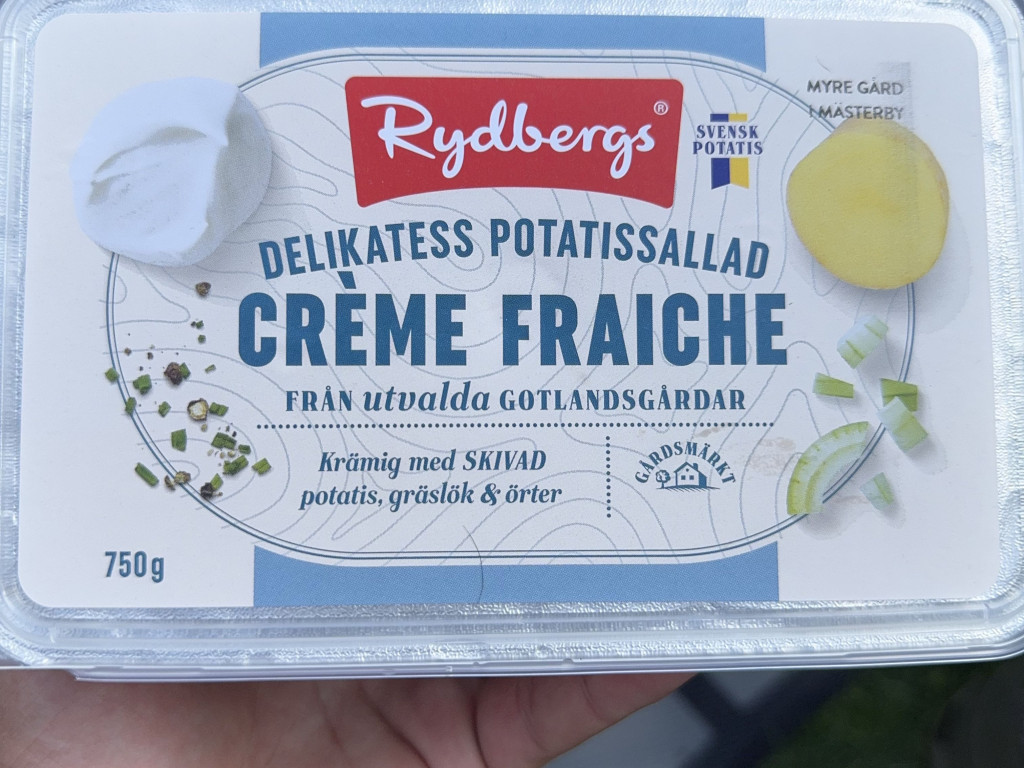 Rydbergs®
SVENSK
POTATIS
MYRE GÅRD
I MÄSTERBY
DELIKATESS POTATISSALLAD
CRÈME FRAICHE
FRÅN utvalda GOTLANDSGÅRDAR
Krämig med SKIVAD
potatis, gräslök & örter
GÅRDSMÄRKT
750g